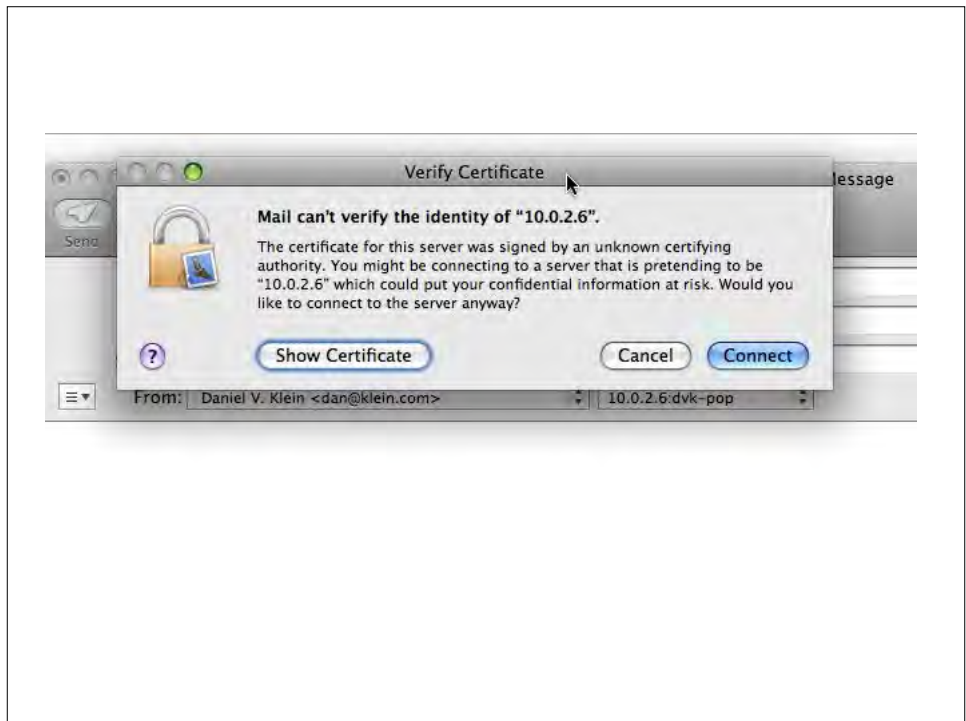 Verify Certificate
Message
Send
Mail can't verify the identity of “10.0.2.6”.
The certificate for this server was signed by an unknown certifying
authority. You might be connecting to a server that is pretending to be
“10.0.2.6” which could put your confidential information at risk. Would you
like to connect to the server anyway?
?
Show Certificate
Cancel
Connect
From:
Daniel V. Klein <dan@klein.com>
10.0.2.6:dvk-pop